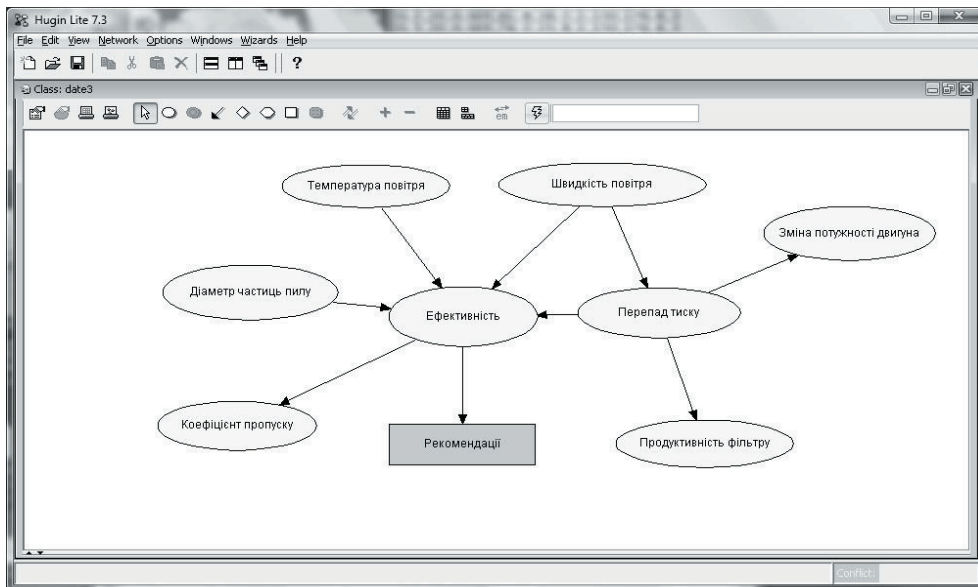 Hugin Lite 7.3
File Edit View Network Options Windows Wizards Help
?
Class: date3
em
Температура повітря
Швидкість повітря
Зміна потужності двигуна
Діаметр частиць пилу
Ефективність
Перепад тиску
Коефіцієнт пропуску
Рекомендації
Продуктивність фільтру
Conflict: